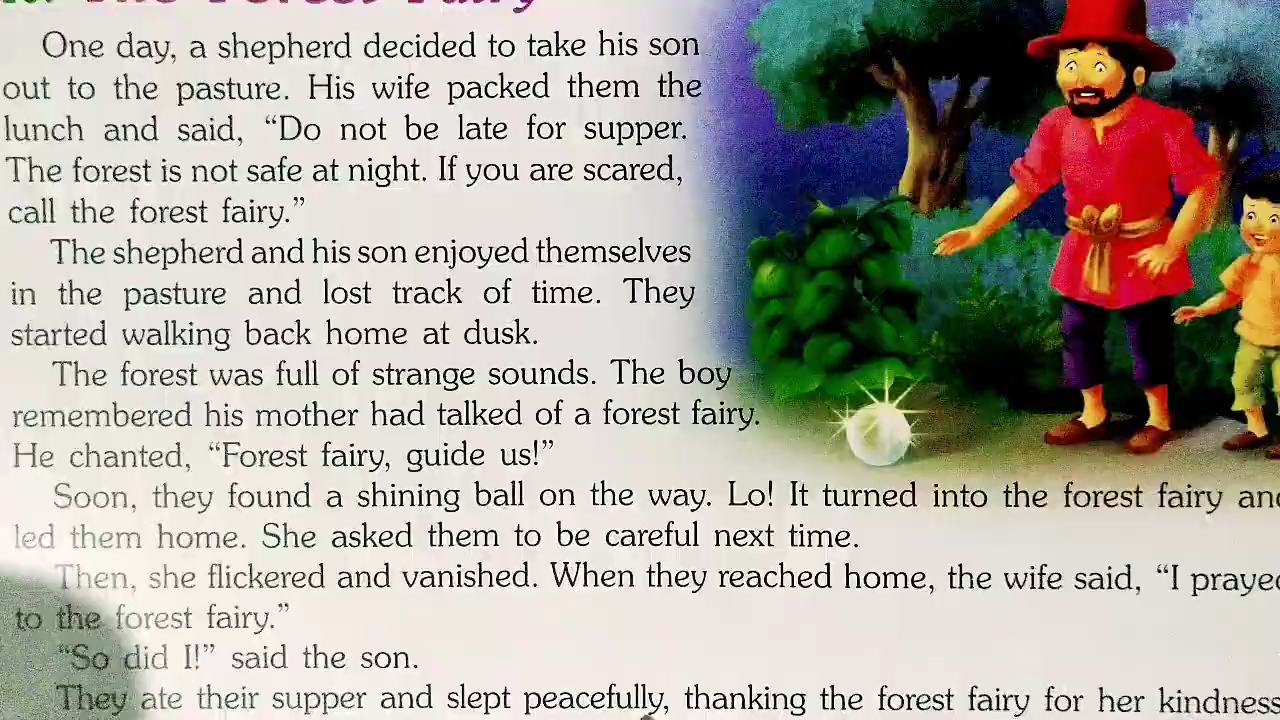 The Forest Fairy
One day, a shepherd decided to take his son
out to the pasture. His wife packed them the
lunch and said, “Do not be late for supper.
The forest is not safe at night. If you are scared,
call the forest fairy.”
The shepherd and his son enjoyed themselves
in the pasture and lost track of time. They
started walking back home at dusk.
The forest was full of strange sounds. The boy
remembered his mother had talked of a forest fairy.
He chanted, “Forest fairy, guide us!”
Soon, they found a shining ball on the way. Lo! It turned into the forest fairy and
led them home. She asked them to be careful next time.
Then, she flickered and vanished. When they reached home, the wife said, “I prayed
to the forest fairy.”
“So did I!” said the son.
They ate their supper and slept peacefully, thanking the forest fairy for her kindness